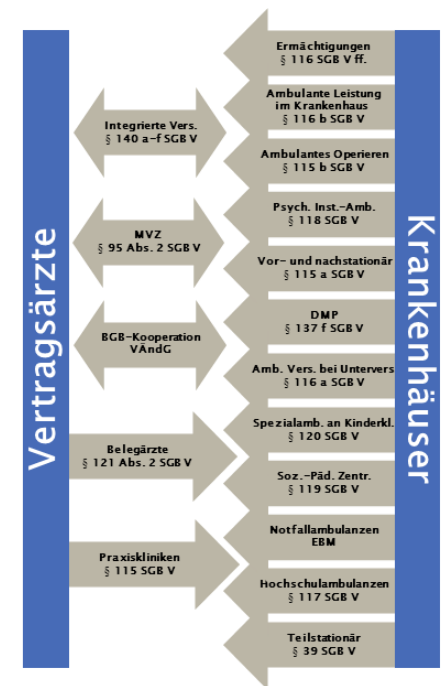 Vertragsärzte
Integrierte Vers.
§ 140 a-f SGB V
MVZ
§ 95 Abs. 2 SGB V
BGB-Kooperation
VÄndG
Belegärzte
§ 121 Abs. 2 SGB V
Praxiskliniken
§ 115 SGB V
Ermächtigungen
§ 116 SGB V ff.
Ambulante Leistung
im Krankenhaus
§ 116 b SGB V
Ambulantes Operieren
§ 115 b SGB V
Psych. Inst.-Amb.
§ 118 SGB V
Vor- und nachstationär
§ 115 a SGB V
DMP
§ 137 f SGB V
Amb. Vers. bei Untervers
§ 116 a SGB V
Spezialamb. an Kinderkl.
§ 120 SGB V
Soz.-Päd. Zentr.
§ 119 SGB V
Notfallambulanzen
EBM
Hochschulambulanzen
§ 117 SGB V
Teilstationär
§ 39 SGB V
Krankenhäuser